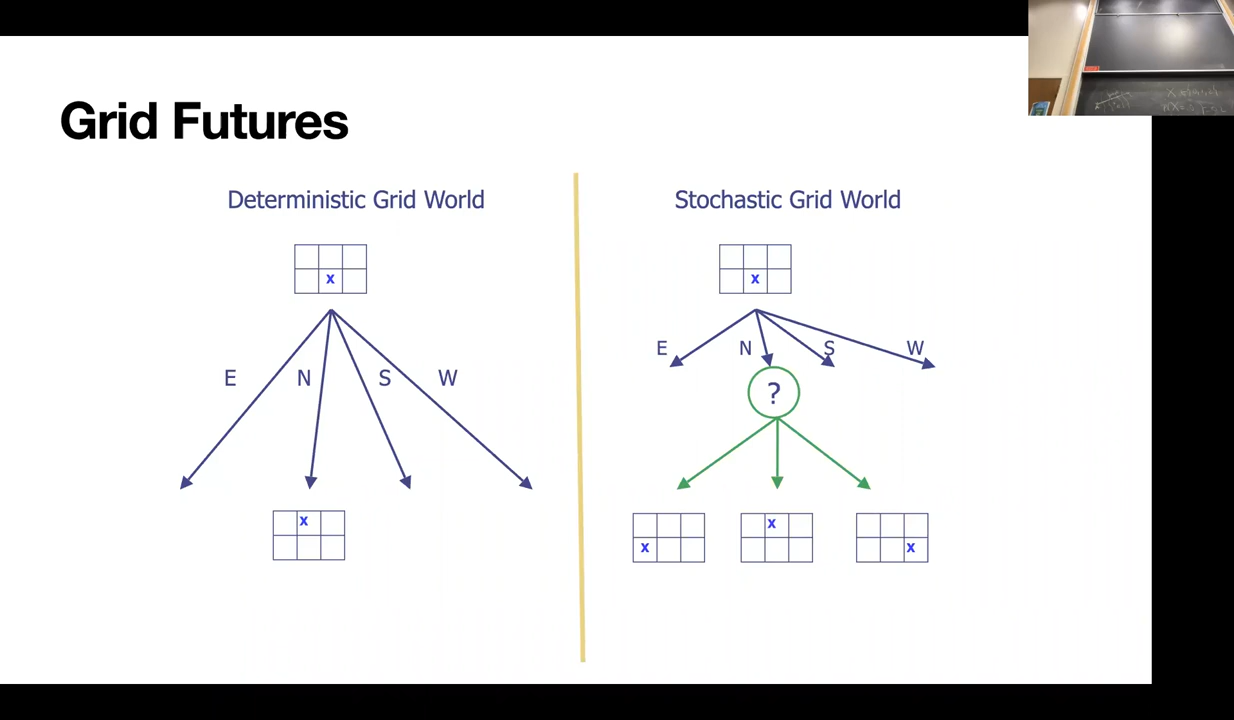 Grid Futures
Deterministic Grid World
x
E N S W
x
Stochastic Grid World
x
E N S W
?
x x x